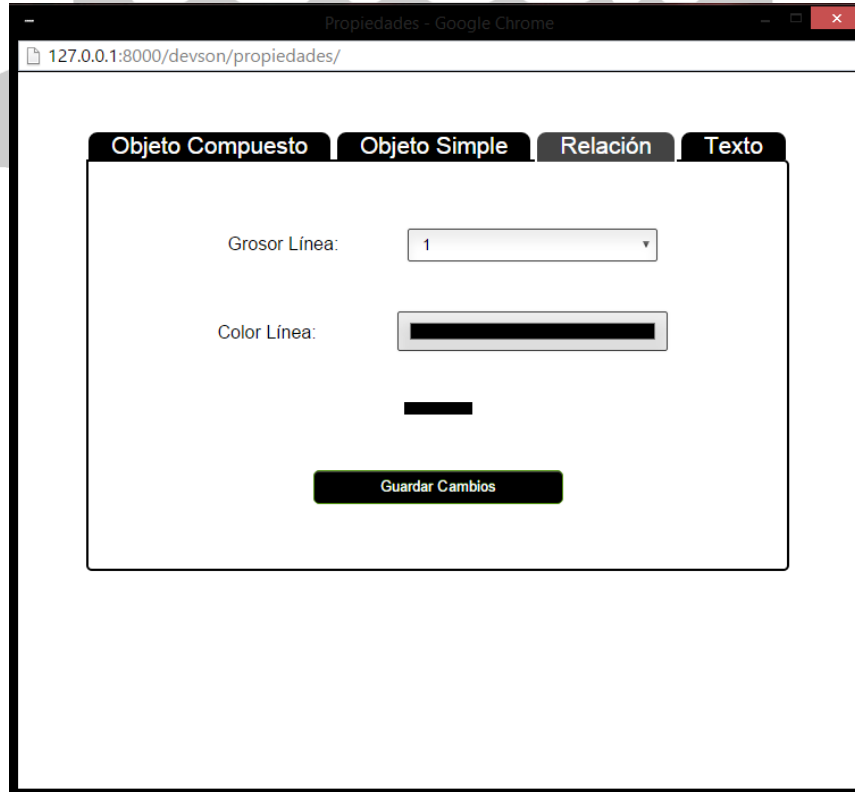 Propiedades - Google Chrome
127.0.0.1:8000/devson/propiedades/
Objeto Compuesto Objeto Simple Relación Texto
Grosor Línea: 1
Color Línea:
Guardar Cambios